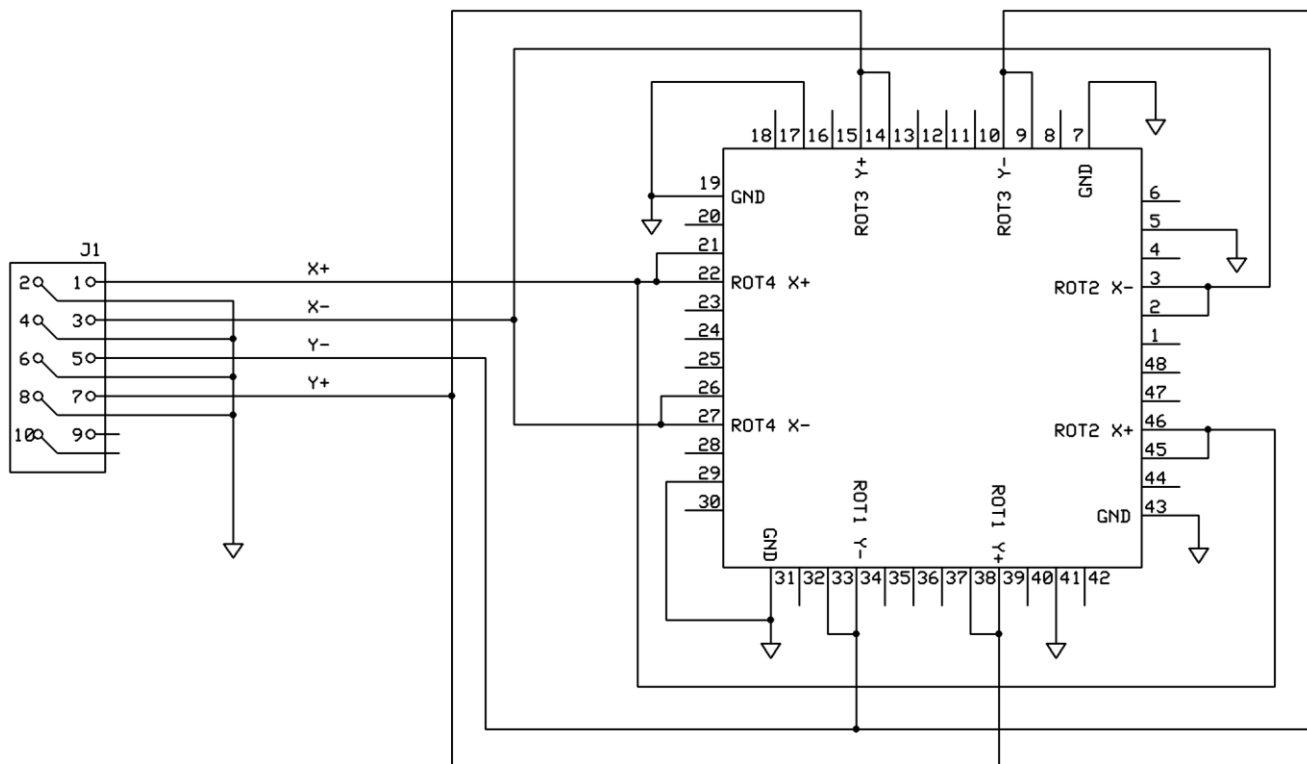 18 17 16 15 14 13 12 11 10 9 8 7
ROT3 Y+
ROT3 Y-
GND
19 GND
20
21
22 ROT4 X+
23
24
25
26
27 ROT4 X-
28
29
30
6
5
4
3 ROT2 X-
2
1
48
47
46 ROT2 X+
45
44
43 GND
GND
ROT1 Y-
ROT1 Y+
31 32 33 34 35 36 37 38 39 40 41 42
J1
2 1 X+
4 3 X-
6 5 Y-
8 7 Y+
10 9